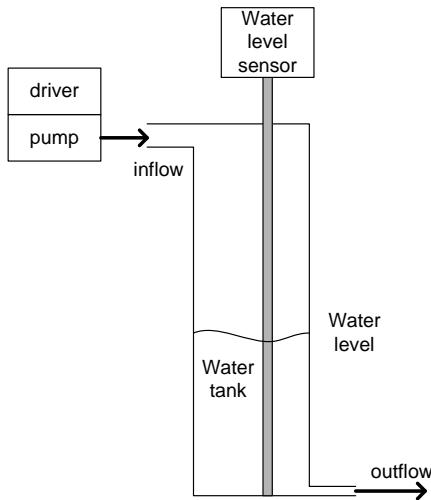 Water
level
sensor
driver
pump
inflow
Water
level
Water
tank
outflow